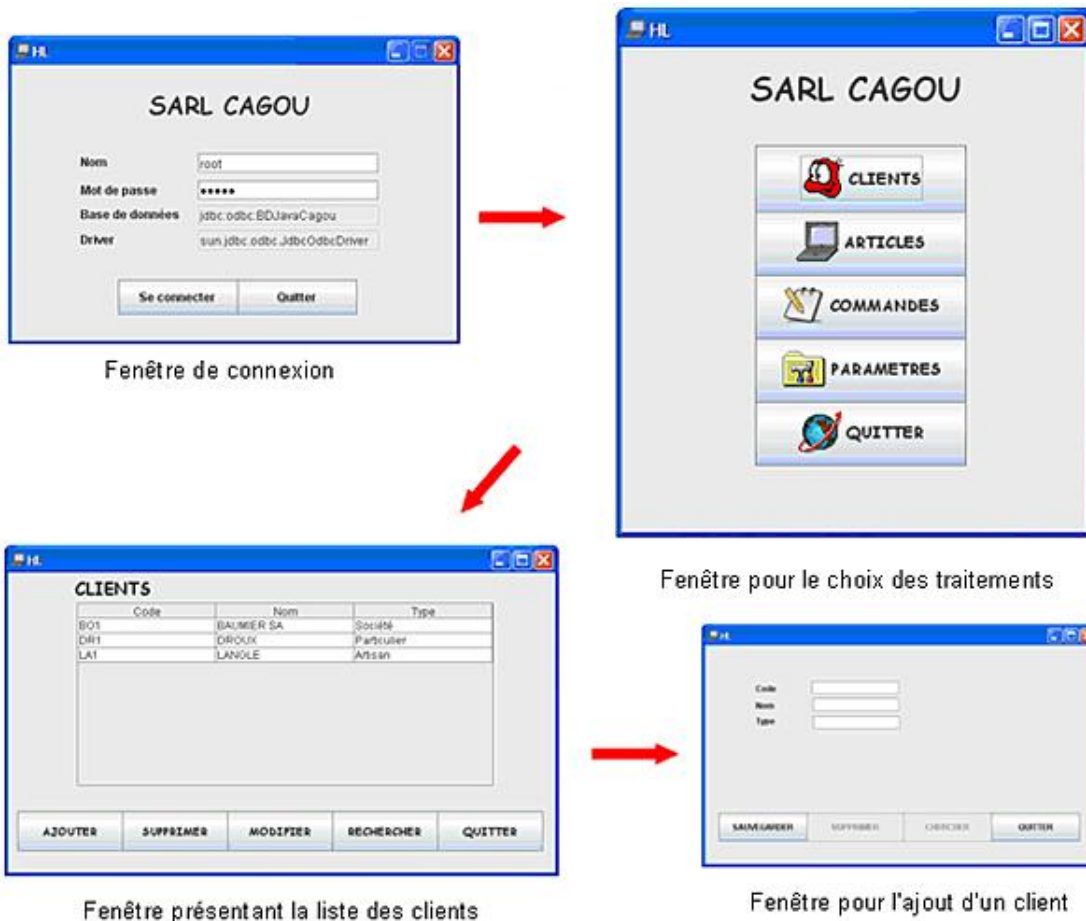 HL
SARL CAGOU
Nom root
Mot de passe •••••
Base de données jdbc:odbc:BDJavaCagou
Driver sun.jdbc.odbc.JdbcOdbcDriver
Se connecter Quitter
Fenêtre de connexion
HL
SARL CAGOU
CLIENTS
ARTICLES
COMMANDES
PARAMETRES
QUITTER
Fenêtre pour le choix des traitements
HL
CLIENTS
Code Nom Type
BO1 BAUMIER SA Société
DR1 DROUX Particulier
LA1 LANGLE Artisan
AJOUTER SUPPRIMER MODIFIER RECHERCHER QUITTER
Fenêtre présentant la liste des clients
HL
Code
Nom
Type
SAUVEGARDER SUPPRIMER CHERCHER QUITTER
Fenêtre pour l'ajout d'un client